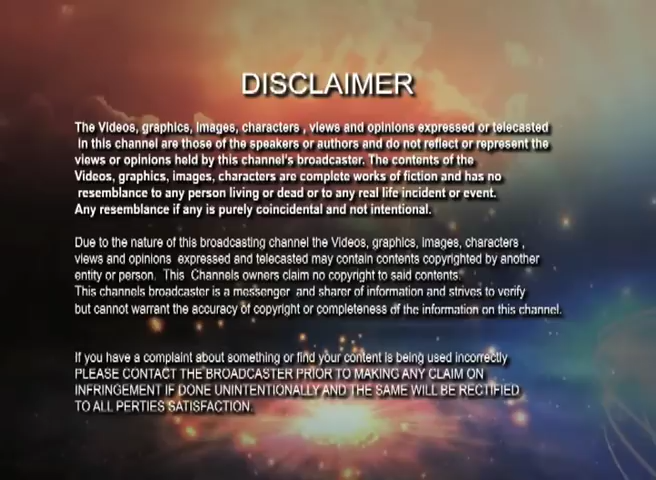 DISCLAIMER
The Videos, graphics, images, characters , views and opinions expressed or telecasted
in this channel are those of the speakers or authors and do not reflect or represent the
views or opinions held by this channel's broadcaster. The contents of the
Videos, graphics, images, characters are complete works of fiction and has no
resemblance to any person living or dead or to any real life incident or event.
Any resemblance if any is purely coincidental and not intentional.
Due to the nature of this broadcasting channel the Videos, graphics, images, characters ,
views and opinions expressed and telecasted may contain contents copyrighted by another
entity or person. This Channels owners claim no copyright to said contents.
This channels broadcaster is a messenger and sharer of information and strives to verify
but cannot warrant the accuracy of copyright or completeness of the information on this channel.
If you have a complaint about something or find your content is being used incorrectly
PLEASE CONTACT THE BROADCASTER PRIOR TO MAKING ANY CLAIM ON
INFRINGEMENT IF DONE UNINTENTIONALLY AND THE SAME WILL BE RECTIFIED
TO ALL PERTIES SATISFACTION.